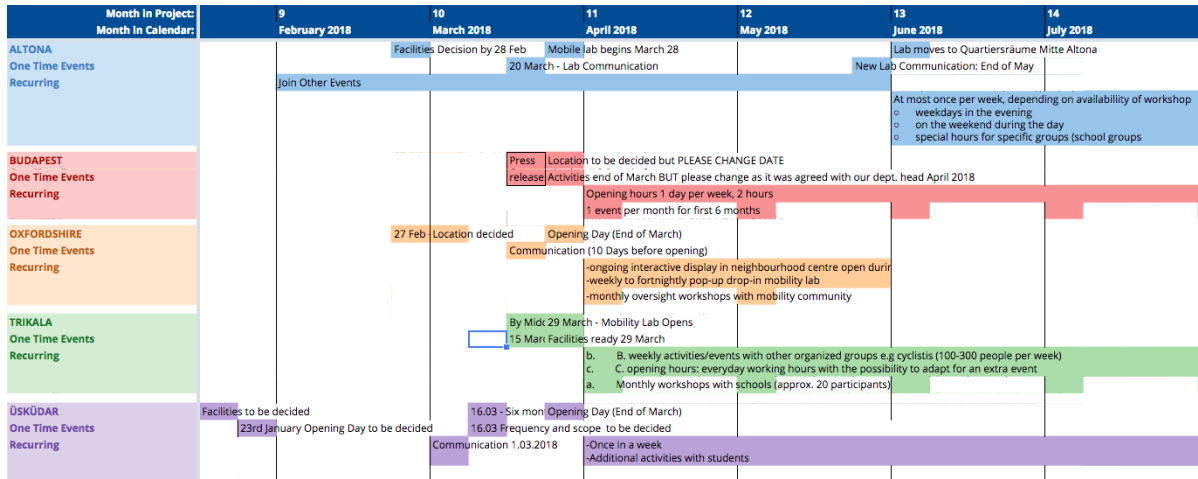 Month in Project: 9 10 11 12 13 14
Month in Calendar: February 2018 March 2018 April 2018 May 2018 June 2018 July 2018
ALTONA Facilities Decision by 28 Feb Mobile lab begins March 28 Lab moves to Quartiersräume Mitte Altona
One Time Events 20 March - Lab Communication New Lab Communication: End of May
Recurring Join Other Events
At most once per week, depending on availabiliity of workshop
o weekdays in the evening
o on the weekend during the day
o special hours for specific groups (school groups
BUDAPEST Press Location to be decided but PLEASE CHANGE DATE
One Time Events release Activities end of March BUT please change as it was agreed with our dept. head April 2018
Recurring Opening hours 1 day per week, 2 hours
1 event per month for first 6 months
OXFORDSHIRE 27 Feb - Location decided Opening Day (End of March)
One Time Events Communication (10 Days before opening)
Recurring -ongoing interactive display in neighbourhood centre open durin
-weekly to fortnightly pop-up drop-in mobility lab
-monthly oversight workshops with mobility community
TRIKALA By Midd 29 March - Mobility Lab Opens
One Time Events 15 Marc Facilities ready 29 March
Recurring b. B. weekly activities/events with other organized groups e.g cyclistis (100-300 people per week)
c. C. opening hours: everyday working hours with the possibility to adapt for an extra event
a. Monthly workshops with schools (approx. 20 participants)
ÜSKÜDAR Facilities to be decided 16.03 - Six mon Opening Day (End of March)
One Time Events 23rd January Opening Day to be decided 16.03 Frequency and scope to be decided
Recurring Communication 1.03.2018 -Once in a week
-Additional activities with students